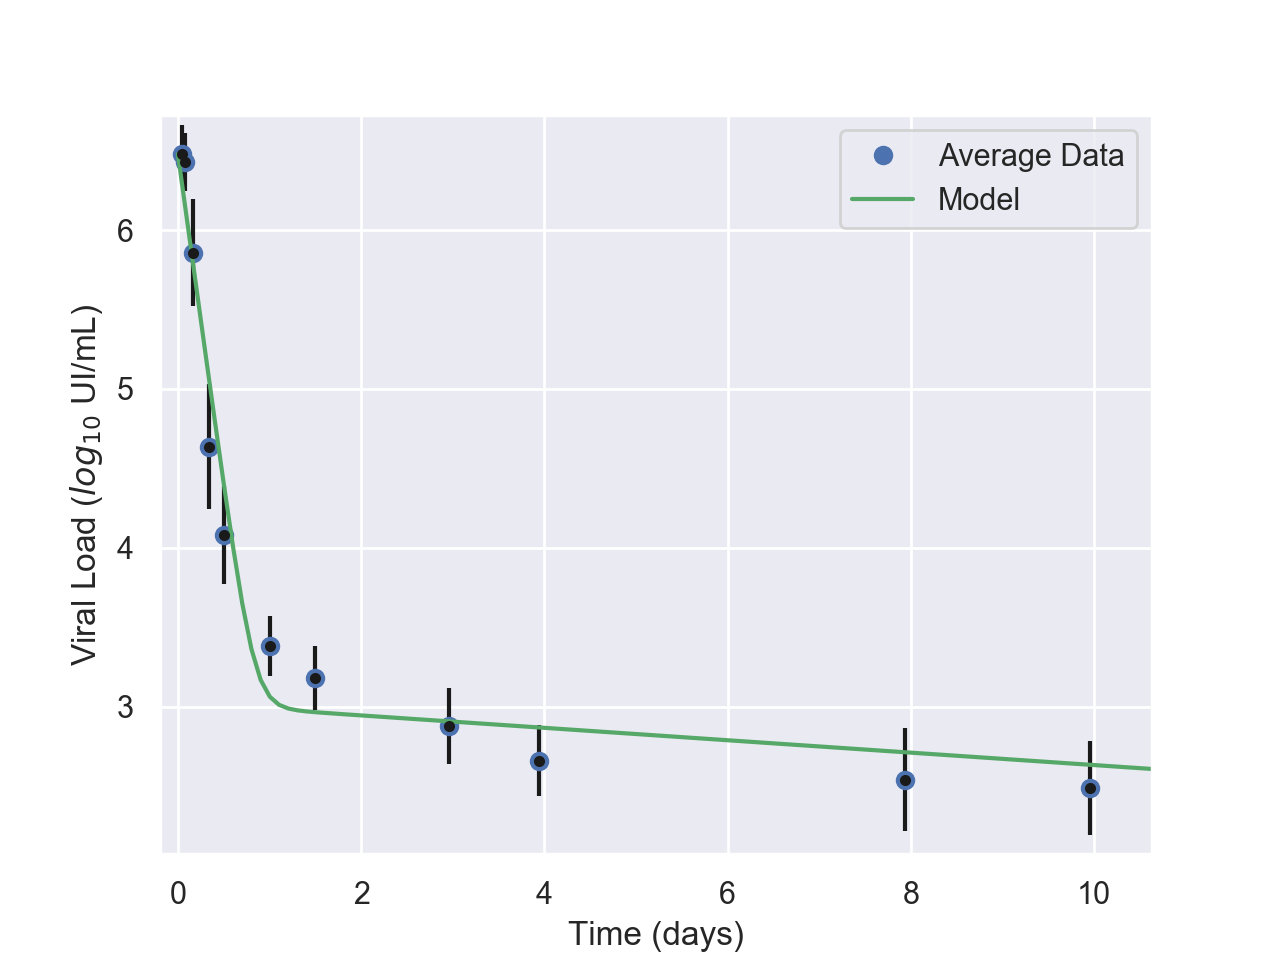 Average Data
Model
6
5
4
3
Viral Load (log₁₀ UI/mL)
0 2 4 6 8 10
Time (days)